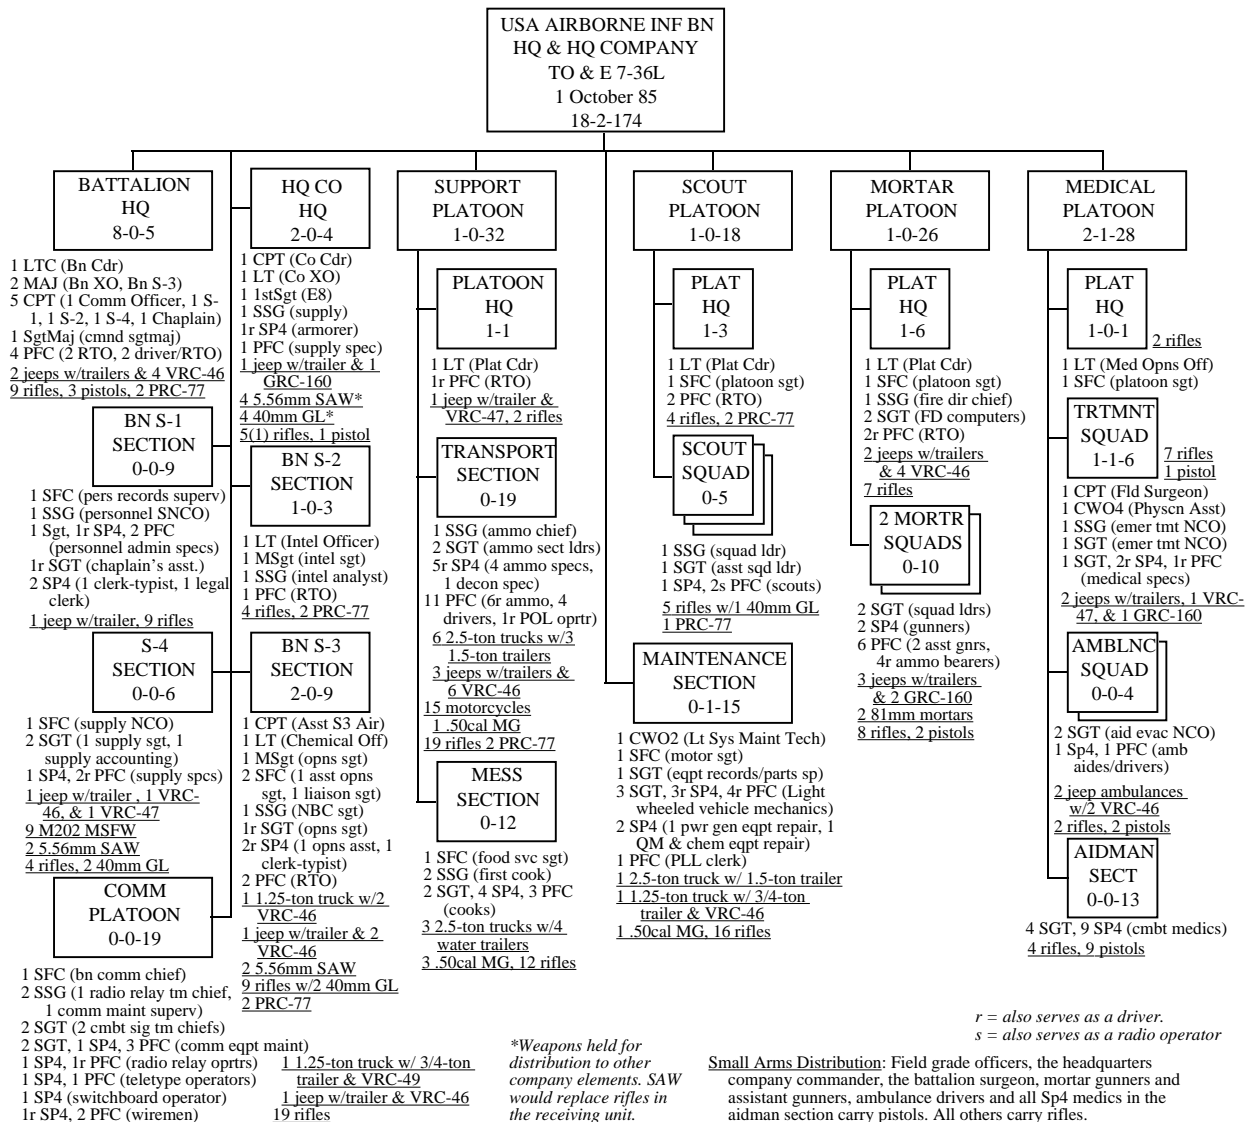 USA AIRBORNE INF BN
HQ & HQ COMPANY
TO & E 7-36L
1 October 85
18-2-174
BATTALION
HQ
8-0-5
1 LTC (Bn Cdr)
2 MAJ (Bn XO, Bn S-3)
5 CPT (1 Comm Officer, 1 S-
1, 1 S-2, 1 S-4, 1 Chaplain)
1 SgtMaj (cmnd sgtmaj)
4 PFC (2 RTO, 2 driver/RTO)
2 jeeps w/trailers & 4 VRC-46
9 rifles, 3 pistols, 2 PRC-77
BN S-1
SECTION
0-0-9
1 SFC (pers records superv)
1 SSG (personnel SNCO)
1 Sgt, 1r SP4, 2 PFC
(personnel admin specs)
1r SGT (chaplain's asst.)
2 SP4 (1 clerk-typist, 1 legal
clerk)
1 jeep w/trailer, 9 rifles
S-4
SECTION
0-0-6
1 SFC (supply NCO)
2 SGT (1 supply sgt, 1
supply accounting)
1 SP4, 2r PFC (supply spcs)
1 jeep w/trailer , 1 VRC-
46, & 1 VRC-47
9 M202 MSFW
2 5.56mm SAW
4 rifles, 2 40mm GL
COMM
PLATOON
0-0-19
1 SFC (bn comm chief)
2 SSG (1 radio relay tm chief,
1 comm maint superv)
2 SGT (2 cmbt sig tm chiefs)
2 SGT, 1 SP4, 3 PFC (comm eqpt maint)
1 SP4, 1r PFC (radio relay oprtrs)
1 SP4, 1 PFC (teletype operators)
1 SP4 (switchboard operator)
1r SP4, 2 PFC (wiremen)
1 1.25-ton truck w/ 3/4-ton
trailer & VRC-49
1 jeep w/trailer & VRC-46
19 rifles
HQ CO
HQ
2-0-4
1 CPT (Co Cdr)
1 LT (Co XO)
1 1stSgt (E8)
1 SSG (supply)
1r SP4 (armorer)
1 PFC (supply spec)
1 jeep w/trailer & 1
GRC-160
4 5.56mm SAW*
4 40mm GL*
5(1) rifles, 1 pistol
BN S-2
SECTION
1-0-3
1 LT (Intel Officer)
1 MSgt (intel sgt)
1 SSG (intel analyst)
1 PFC (RTO)
4 rifles, 2 PRC-77
BN S-3
SECTION
2-0-9
1 CPT (Asst S3 Air)
1 LT (Chemical Off)
1 MSgt (opns sgt)
2 SFC (1 asst opns
sgt, 1 liaison sgt)
1 SSG (NBC sgt)
1r SGT (opns sgt)
2r SP4 (1 opns asst, 1
clerk-typist)
2 PFC (RTO)
1 1.25-ton truck w/2
VRC-46
1 jeep w/trailer & 2
VRC-46
2 5.56mm SAW
9 rifles w/2 40mm GL
2 PRC-77
SUPPORT
PLATOON
1-0-32
PLATOON
HQ
1-1
1 LT (Plat Cdr)
1r PFC (RTO)
1 jeep w/trailer &
VRC-47, 2 rifles
TRANSPORT
SECTION
0-19
1 SSG (ammo chief)
2 SGT (ammo sect ldrs)
5r SP4 (4 ammo specs,
1 decon spec)
11 PFC (6r ammo, 4
drivers, 1r POL oprtr)
6 2.5-ton trucks w/3
1.5-ton trailers
3 jeeps w/trailers &
6 VRC-46
15 motorcycles
1 .50cal MG
19 rifles 2 PRC-77
MESS
SECTION
0-12
1 SFC (food svc sgt)
2 SSG (first cook)
2 SGT, 4 SP4, 3 PFC
(cooks)
3 2.5-ton trucks w/4
water trailers
3 .50cal MG, 12 rifles
*Weapons held for
distribution to other
company elements. SAW
would replace rifles in
the receiving unit.
SCOUT
PLATOON
1-0-18
PLAT
HQ
1-3
1 LT (Plat Cdr)
1 SFC (platoon sgt)
2 PFC (RTO)
4 rifles, 2 PRC-77
SCOUT
SQUAD
0-5
1 SSG (squad ldr)
1 SGT (asst sqd ldr)
1 SP4, 2s PFC (scouts)
5 rifles w/1 40mm GL
1 PRC-77
MAINTENANCE
SECTION
0-1-15
1 CWO2 (Lt Sys Maint Tech)
1 SFC (motor sgt)
1 SGT (eqpt records/parts sp)
3 SGT, 3r SP4, 4r PFC (Light
wheeled vehicle mechanics)
2 SP4 (1 pwr gen eqpt repair, 1
QM & chem eqpt repair)
1 PFC (PLL clerk)
1 2.5-ton truck w/ 1.5-ton trailer
1 1.25-ton truck w/ 3/4-ton
trailer & VRC-46
1 .50cal MG, 16 rifles
MORTAR
PLATOON
1-0-26
PLAT
HQ
1-6
1 LT (Plat Cdr)
1 SFC (platoon sgt)
1 SSG (fire dir chief)
2 SGT (FD computers)
2r PFC (RTO)
2 jeeps w/trailers
& 4 VRC-46
7 rifles
2 MORTR
SQUADS
0-10
2 SGT (squad ldrs)
2 SP4 (gunners)
6 PFC (2 asst gnrs,
4r ammo bearers)
3 jeeps w/trailers
& 2 GRC-160
2 81mm mortars
8 rifles, 2 pistols
MEDICAL
PLATOON
2-1-28
PLAT
HQ
1-0-1
2 rifles
1 LT (Med Opns Off)
1 SFC (platoon sgt)
TRTMNT
SQUAD
1-1-6
7 rifles
1 pistol
1 CPT (Fld Surgeon)
1 CWO4 (Physcn Asst)
1 SSG (emer tmt NCO)
1 SGT (emer tmt NCO)
1 SGT, 2r SP4, 1r PFC
(medical specs)
2 jeeps w/trailers, 1 VRC-
47, & 1 GRC-160
AMBLNC
SQUAD
0-0-4
2 SGT (aid evac NCO)
1 Sp4, 1 PFC (amb
aides/drivers)
2 jeep ambulances
w/2 VRC-46
2 rifles, 2 pistols
AIDMAN
SECT
0-0-13
4 SGT, 9 SP4 (cmbt medics)
4 rifles, 9 pistols
r = also serves as a driver.
s = also serves as a radio operator
Small Arms Distribution: Field grade officers, the headquarters
company commander, the battalion surgeon, mortar gunners and
assistant gunners, ambulance drivers and all Sp4 medics in the
aidman section carry pistols. All others carry rifles.